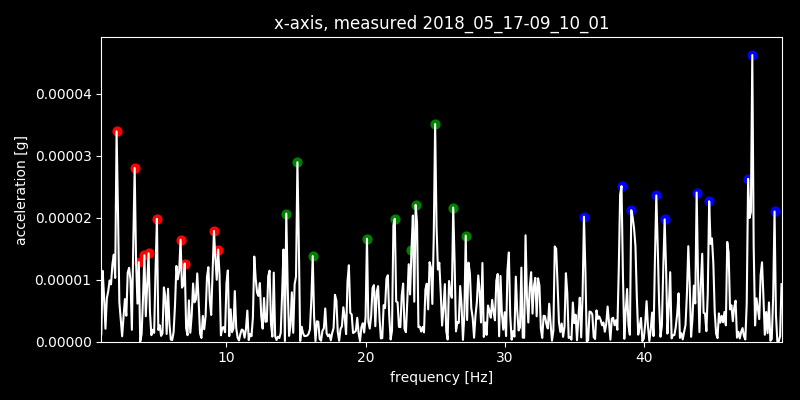 x-axis, measured 2018_05_17-09_10_01
acceleration [g]
0.00004
0.00003
0.00002
0.00001
0.00000
10 20 30 40
frequency [Hz]